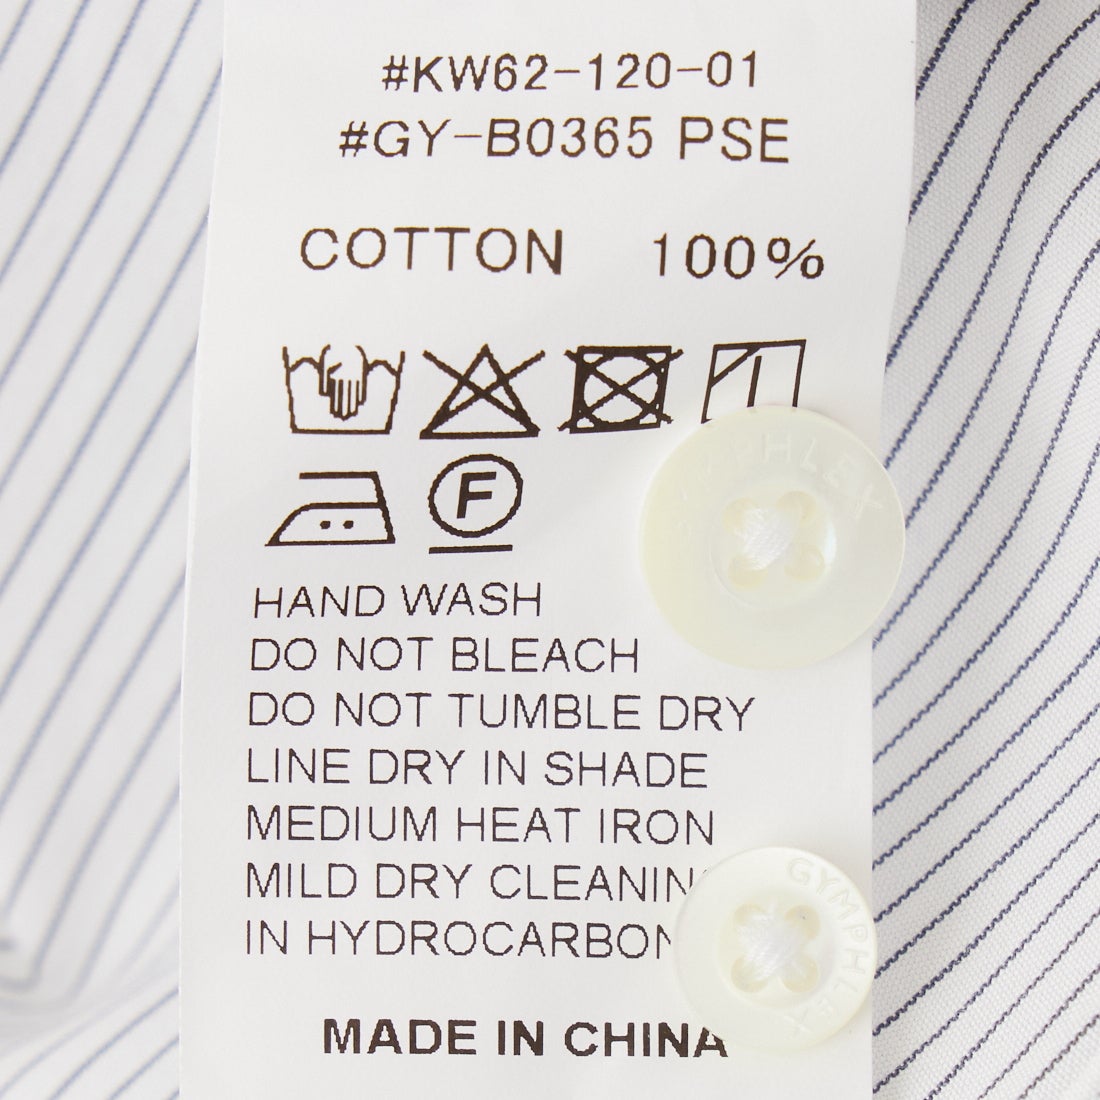 #KW62-120-01
#GY-B0365 PSE
COTTON 100%
F
HAND WASH
DO NOT BLEACH
DO NOT TUMBLE DRY
LINE DRY IN SHADE
MEDIUM HEAT IRON
MILD DRY CLEANIN
IN HYDROCARBON
MADE IN CHINA
GYMPHLEX